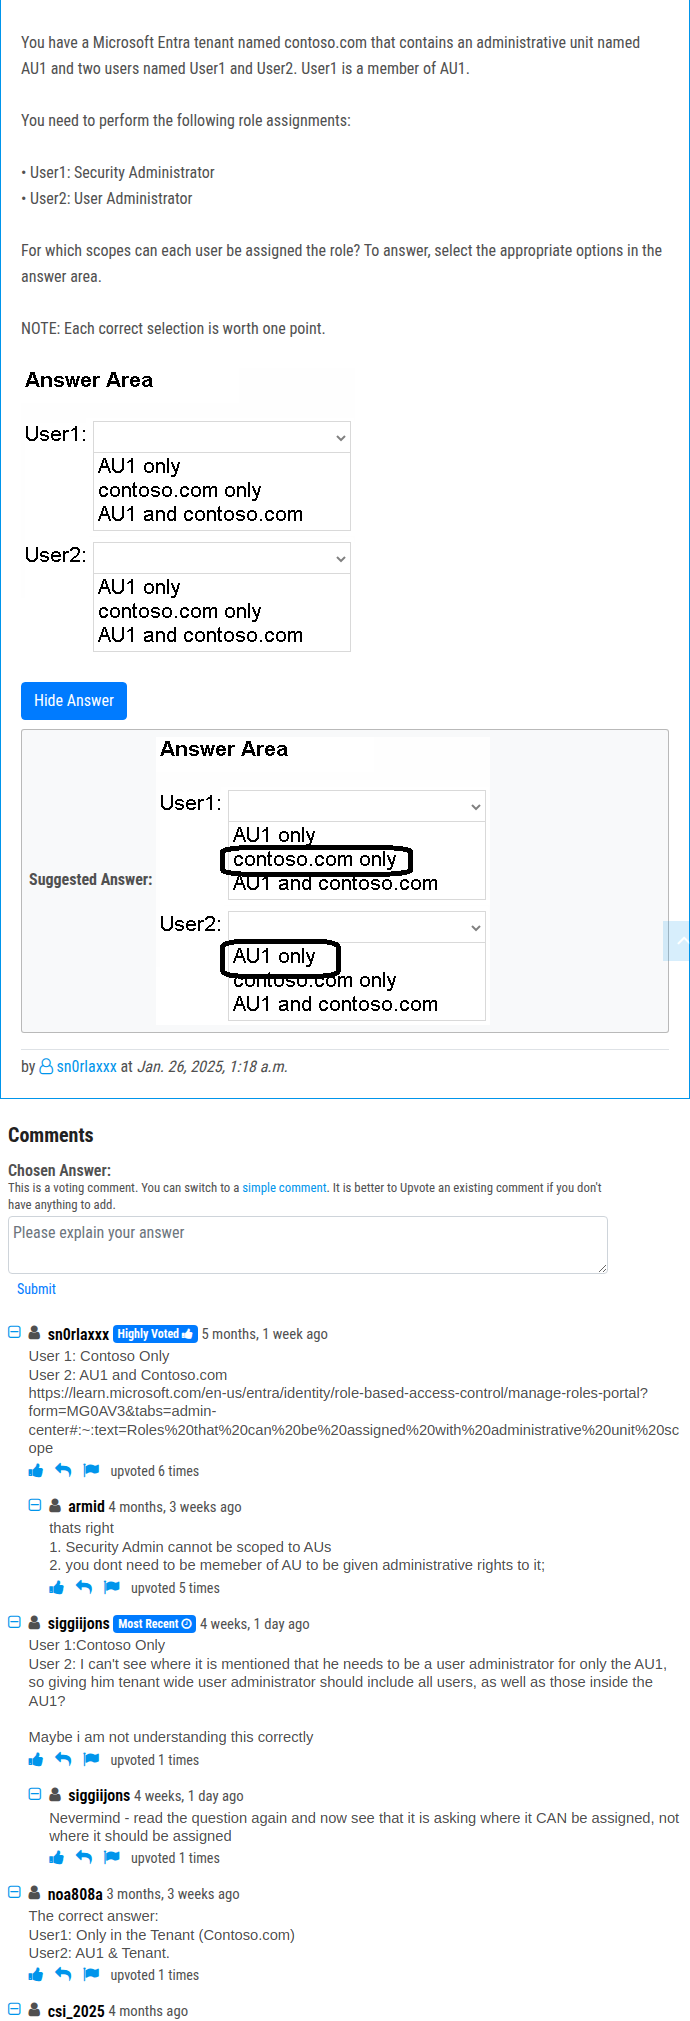 You have a Microsoft Entra tenant named contoso.com that contains an administrative unit named
AU1 and two users named User1 and User2. User1 is a member of AU1.
You need to perform the following role assignments:
• User1: Security Administrator
• User2: User Administrator
For which scopes can each user be assigned the role? To answer, select the appropriate options in the
answer area.
NOTE: Each correct selection is worth one point.
Answer Area
User1:
AU1 only
contoso.com only
AU1 and contoso.com
User2:
AU1 only
contoso.com only
AU1 and contoso.com
Hide Answer
Suggested Answer:
Answer Area
User1:
AU1 only
contoso.com only
AU1 and contoso.com
User2:
AU1 only
contoso.com only
AU1 and contoso.com
by sn0rlaxxx at Jan. 26, 2025, 1:18 a.m.
Comments
Chosen Answer:
This is a voting comment. You can switch to a simple comment. It is better to Upvote an existing comment if you don't
have anything to add.
Please explain your answer
Submit
sn0rlaxxx Highly Voted 5 months, 1 week ago
User 1: Contoso Only
User 2: AU1 and Contoso.com
https://learn.microsoft.com/en-us/entra/identity/role-based-access-control/manage-roles-portal?
form=MG0AV3&tabs=admin-
center#:~:text=Roles%20that%20can%20be%20assigned%20with%20administrative%20unit%20sc
ope
upvoted 6 times
armid 4 months, 3 weeks ago
thats right
1. Security Admin cannot be scoped to AUs
2. you dont need to be memeber of AU to be given administrative rights to it;
upvoted 5 times
siggiijons Most Recent 4 weeks, 1 day ago
User 1:Contoso Only
User 2: I can't see where it is mentioned that he needs to be a user administrator for only the AU1,
so giving him tenant wide user administrator should include all users, as well as those inside the
AU1?
Maybe i am not understanding this correctly
upvoted 1 times
siggiijons 4 weeks, 1 day ago
Nevermind - read the question again and now see that it is asking where it CAN be assigned, not
where it should be assigned
upvoted 1 times
noa808a 3 months, 3 weeks ago
The correct answer:
User1: Only in the Tenant (Contoso.com)
User2: AU1 & Tenant.
upvoted 1 times
csi_2025 4 months ago